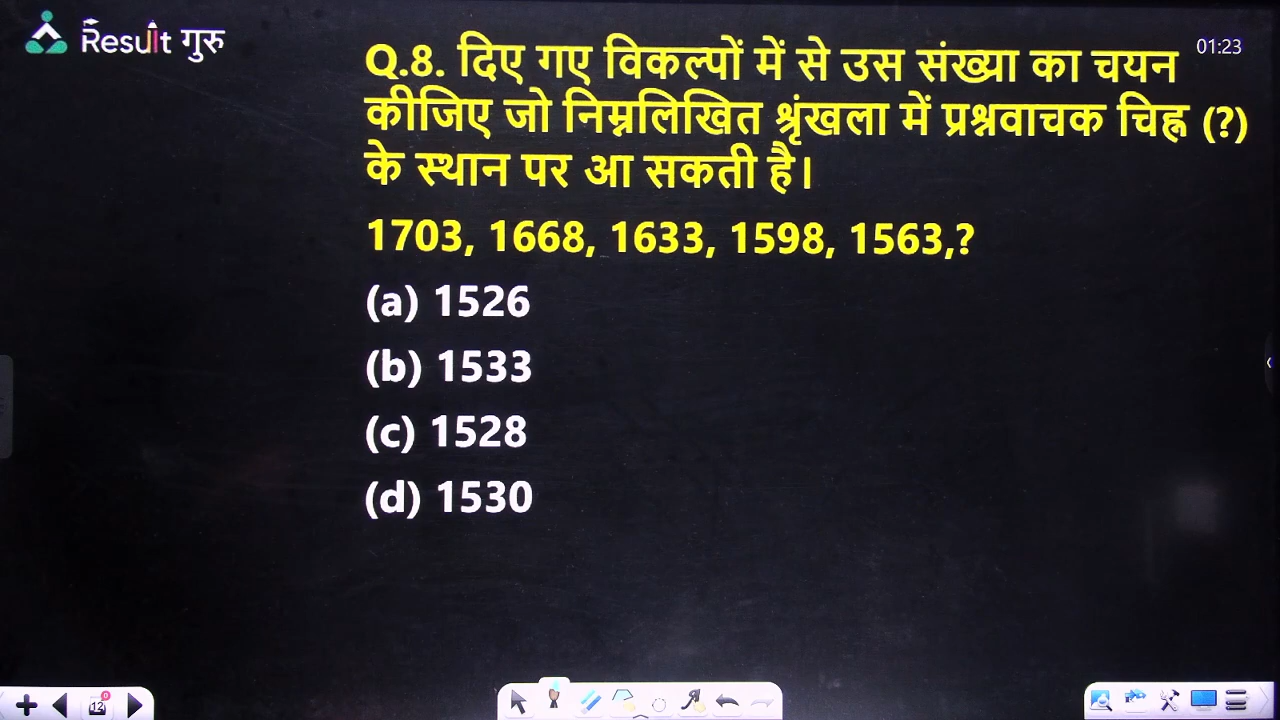 Result गुरु
01:23
Q.8. दिए गए विकल्पों में से उस संख्या का चयन
कीजिए जो निम्नलिखित श्रृंखला में प्रश्नवाचक चिह्न (?)
के स्थान पर आ सकती है।
1703, 1668, 1633, 1598, 1563,?
(a) 1526
(b) 1533
(c) 1528
(d) 1530
12
0